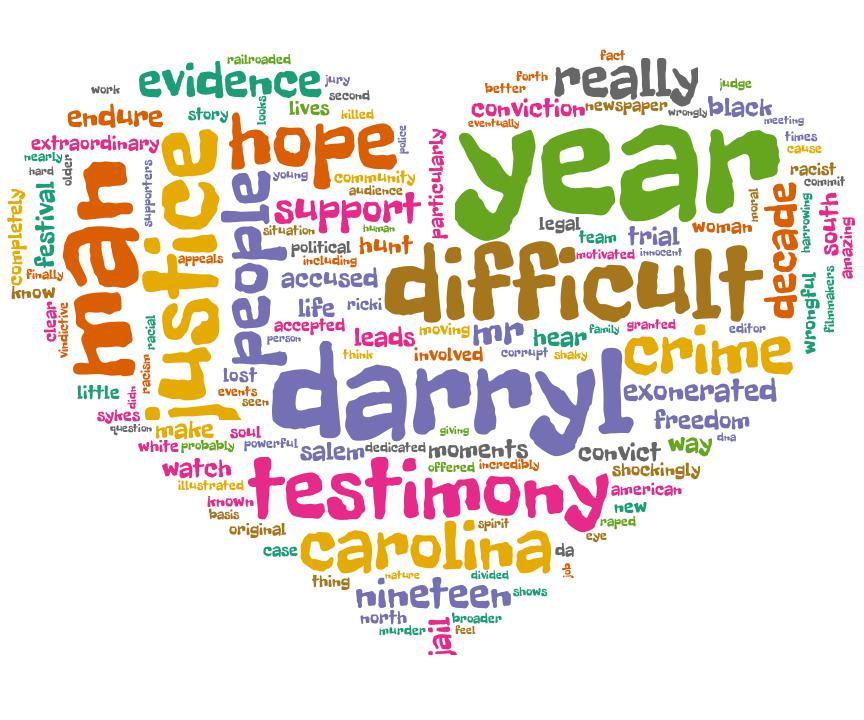 railroaded
fact
evidence
jury
forth
really
judge
work
second
better
endure
story
looks
lives
killed
conviction
newspaper
wrongly
black
eventually
meeting
extraordinary
hope
police
year
times
cause
nearly
older
hard
man
justice
supporters
people
young
community
audience
support
particularly
racist
commit
completely
festival
situation
human
legal
team
trial
woman
moral
decade
harrowing
south
amazing
finally
know
appeals
political
hunt
including
motivated
innocent
difficult
accused
life
ricki
wrongful
filmmakers
clear
vindictive
racial
racism
accepted
person
leads
moving
mr
hear
family
granted
editor
think
involved
corrupt
shaky
crime
little
didn
lost
events
seen
darryl
exonerated
sykes
question
make
soul
giving
freedom
white
probably
powerful
salem
dedicated
moments
convict
way
dna
watch
offered
incredibly
shockingly
illustrated
testimony
american
known
basis
new
original
spirit
raped
eye
case
carolina
da
thing
nature
divided
job
nineteen
shows
north
broader
murder
jail
feel